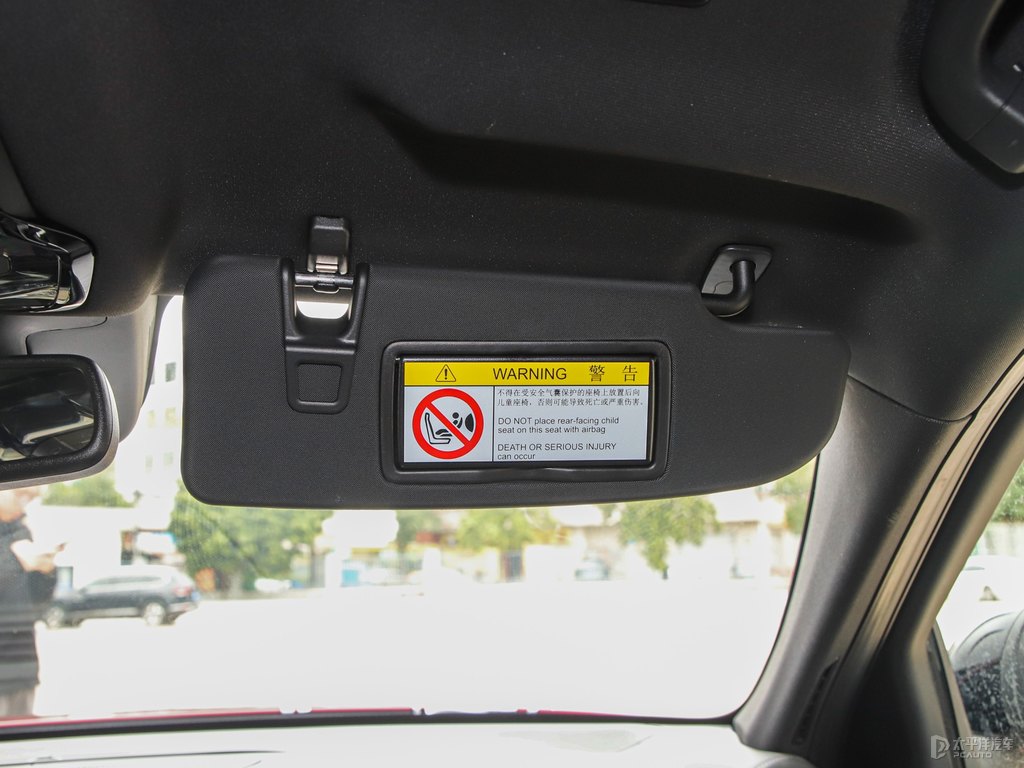 WARNING 警 告
不得在受安全气囊保护的座椅上放置后向
儿童座椅，否则可能导致死亡或严重伤害。
DO NOT place rear-facing child
seat on this seat with airbag
DEATH OR SERIOUS INJURY
can occur
太平洋汽车
PCAUTO